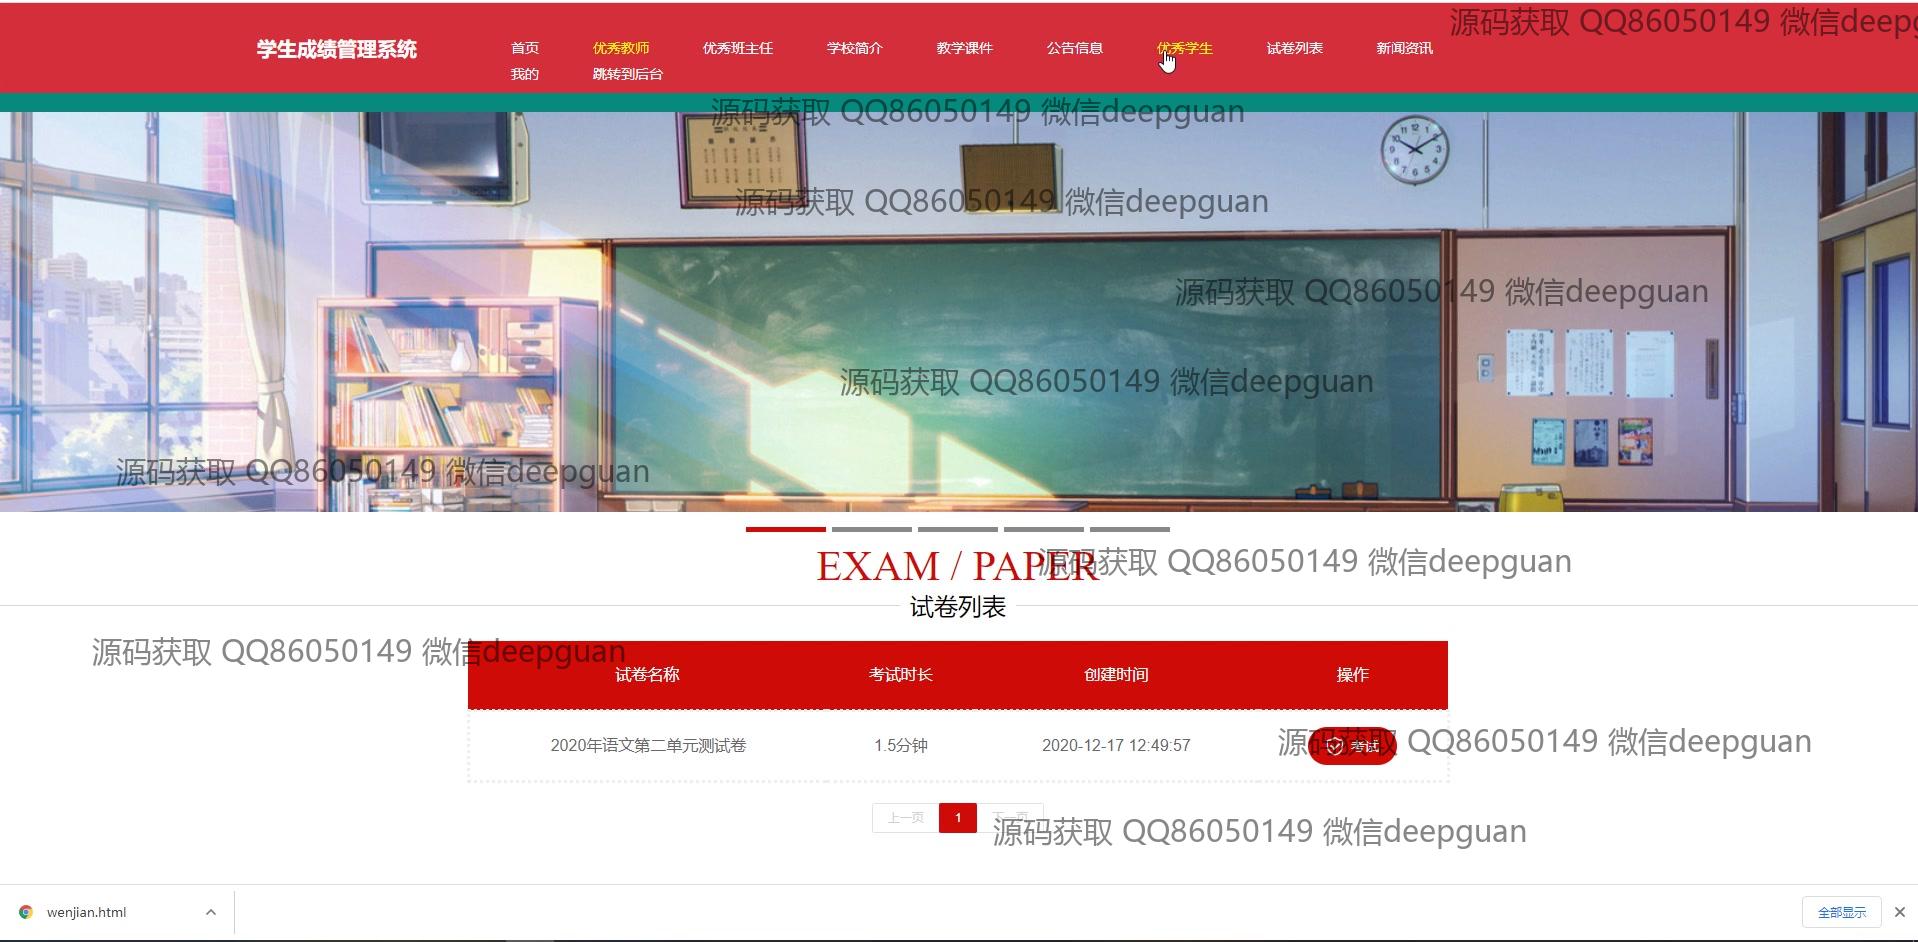 学生成绩管理系统
首页 优秀教师 优秀班主任 学校简介 教学课件 公告信息 优秀学生 试卷列表 新闻资讯
我的 跳转到后台
源码获取 QQ86050149 微信deepg
源码获取 QQ86050149 微信deepguan
源码获取 QQ86050149 微信deepguan
源码获取 QQ86050149 微信deepguan
源码获取 QQ86050149 微信deepguan
源码获取 QQ86050149 微信deepguan
EXAM / PAPER
源码获取 QQ86050149 微信deepguan
试卷列表
源码获取 QQ86050149 微信deepguan
试卷名称 考试时长 创建时间 操作
2020年语文第二单元测试卷 1.5分钟 2020-12-17 12:49:57 考试
源码获取 QQ86050149 微信deepguan
上一页 1 下一页
源码获取 QQ86050149 微信deepguan
wenjian.html 全部显示